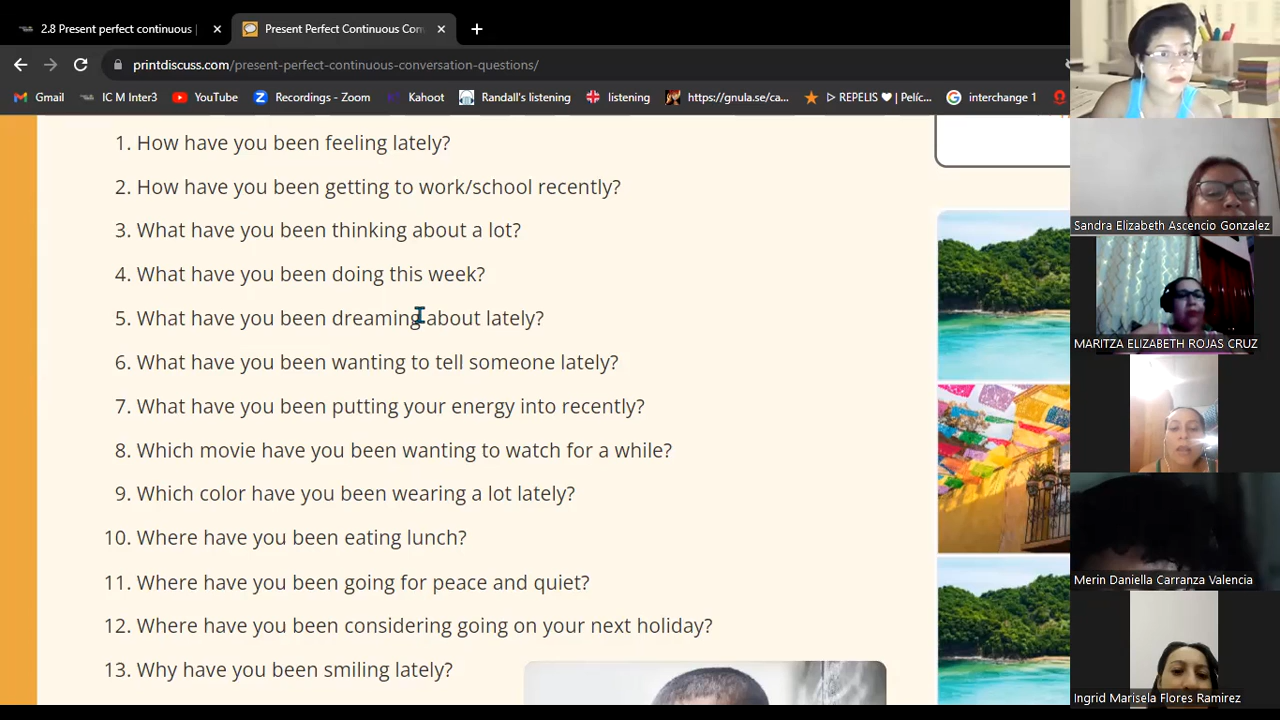 2.8 Present perfect continuous |
Present Perfect Continuous Con
printdiscuss.com/present-perfect-continuous-conversation-questions/
Gmail
IC M Inter3
YouTube
Recordings - Zoom
Kahoot
Randall's listening
listening
https://gnula.se/ca...
▷ REPELIS 🖤 | Pelíc...
interchange 1
1. How have you been feeling lately?
2. How have you been getting to work/school recently?
3. What have you been thinking about a lot?
4. What have you been doing this week?
5. What have you been dreaming about lately?
6. What have you been wanting to tell someone lately?
7. What have you been putting your energy into recently?
8. Which movie have you been wanting to watch for a while?
9. Which color have you been wearing a lot lately?
10. Where have you been eating lunch?
11. Where have you been going for peace and quiet?
12. Where have you been considering going on your next holiday?
13. Why have you been smiling lately?
Sandra Elizabeth Ascencio Gonzalez
MARITZA ELIZABETH ROJAS CRUZ
Merin Daniella Carranza Valencia
Ingrid Marisela Flores Ramirez